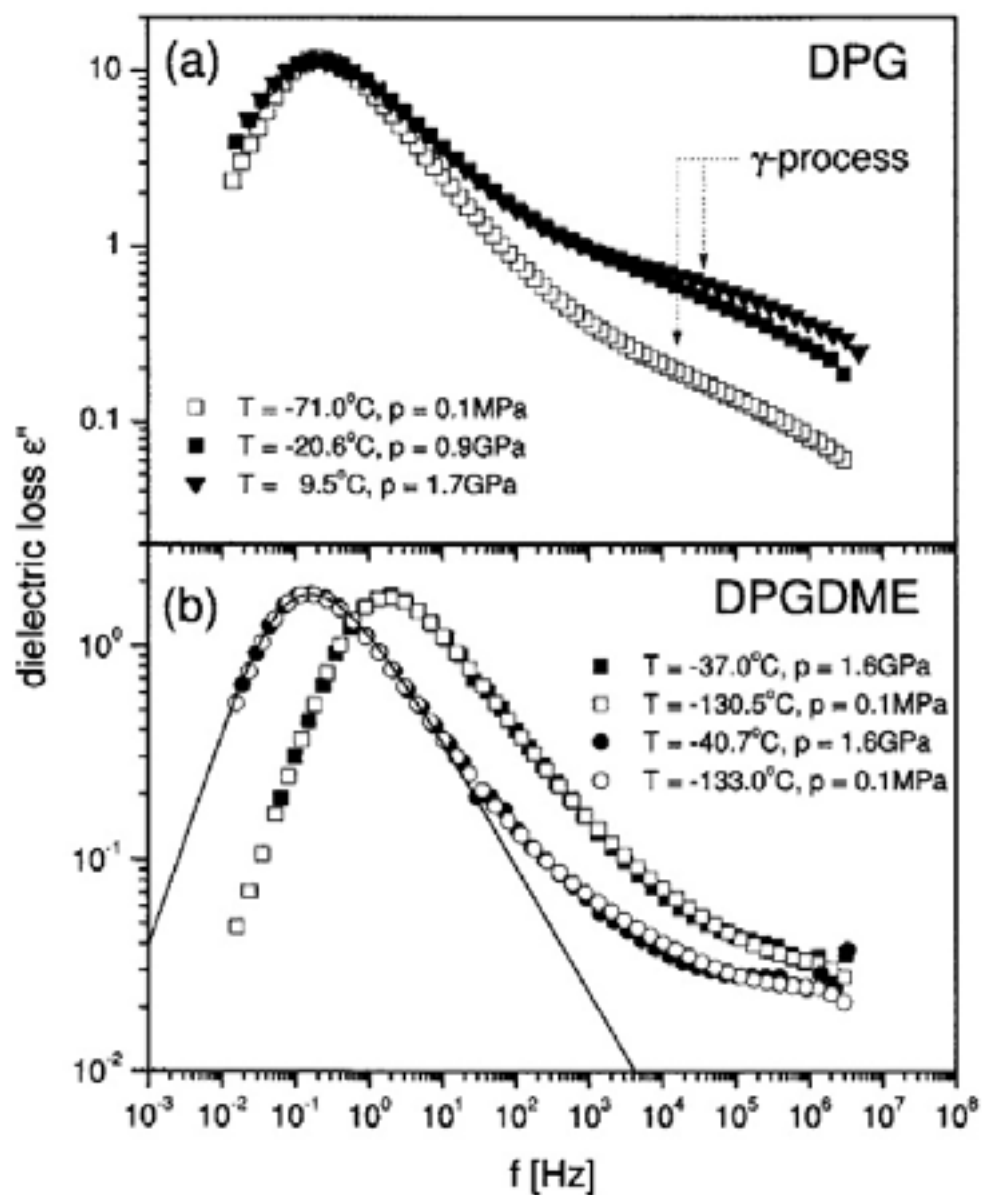 (a)
DPG
10
γ-process
1
0.1
T = -71.0°C, p = 0.1MPa
T = -20.6°C, p = 0.9GPa
T = 9.5°C, p = 1.7GPa
dielectric loss ε"
(b)
DPGDME
10⁰
T = -37.0°C, p = 1.6GPa
T = -130.5°C, p = 0.1MPa
T = -40.7°C, p = 1.6GPa
T = -133.0°C, p = 0.1MPa
10⁻¹
10⁻²
10⁻³ 10⁻² 10⁻¹ 10⁰ 10¹ 10² 10³ 10⁴ 10⁵ 10⁶ 10⁷ 10⁸
f [Hz]